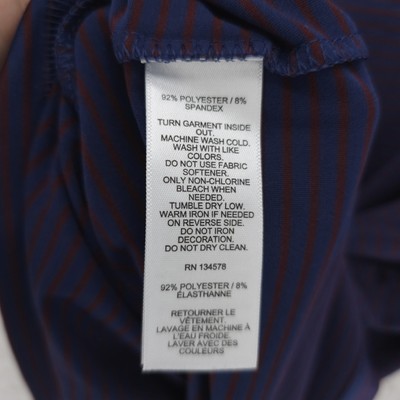 92% POLYESTER / 8%
SPANDEX
TURN GARMENT INSIDE
OUT.
MACHINE WASH COLD.
WASH WITH LIKE
COLORS.
DO NOT USE FABRIC
SOFTENER.
ONLY NON-CHLORINE
BLEACH WHEN
NEEDED.
TUMBLE DRY LOW.
WARM IRON IF NEEDED
ON REVERSE SIDE.
DO NOT IRON
DECORATION.
DO NOT DRY CLEAN.
RN 134578
92% POLYESTER / 8%
ÉLASTHANNE
RETOURNER LE
VÊTEMENT.
LAVAGE EN MACHINE À
L'EAU FROIDE.
LAVER AVEC DES
COULEURS